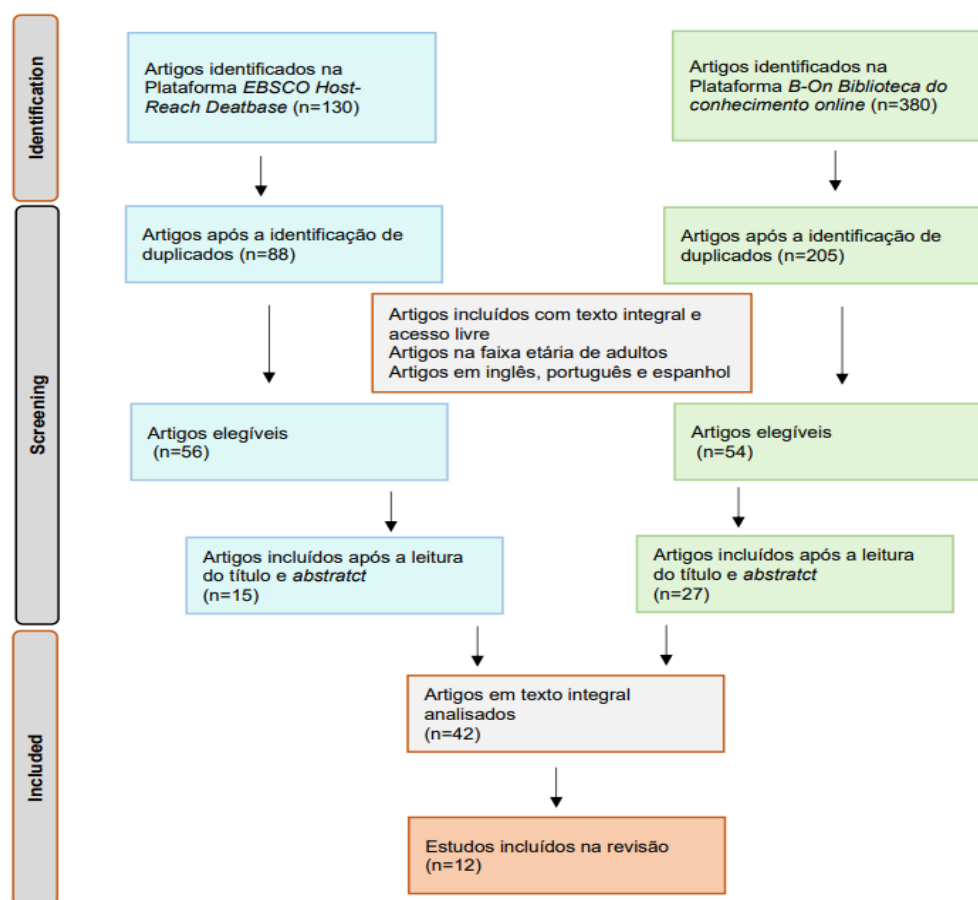 Identification
Artigos identificados na
Plataforma EBSCO Host-
Reach Deatbase (n=130)
Artigos identificados na
Plataforma B-On Biblioteca do
conhecimento online (n=380)
Screening
Artigos após a identificação de
duplicados (n=88)
Artigos após a identificação de
duplicados (n=205)
Artigos incluídos com texto integral e
acesso livre
Artigos na faixa etária de adultos
Artigos em inglês, português e espanhol
Artigos elegíveis
(n=56)
Artigos elegíveis
(n=54)
Artigos incluídos após a leitura
do título e abstratct
(n=15)
Artigos incluídos após a leitura
do título e abstratct
(n=27)
Included
Artigos em texto integral
analisados
(n=42)
Estudos incluídos na revisão
(n=12)